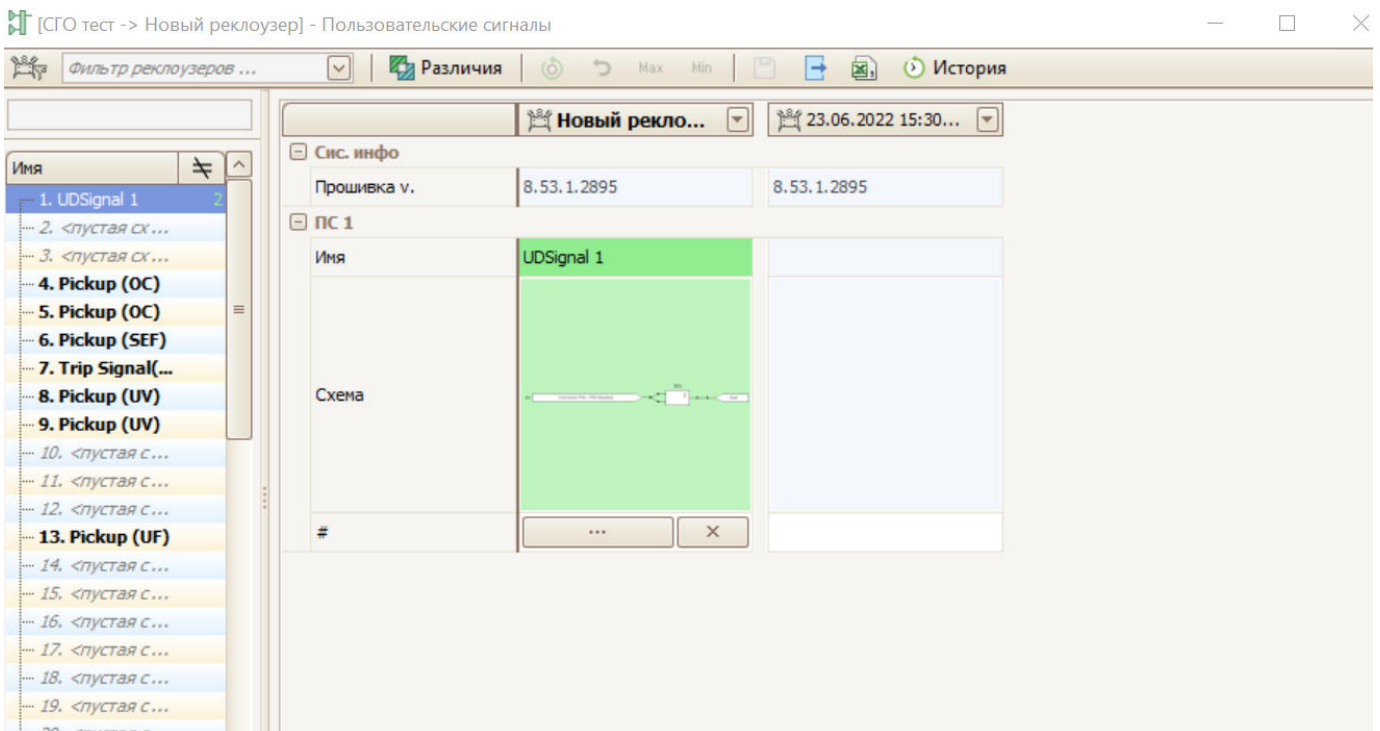 [СГО тест -> Новый реклоузер] - Пользовательские сигналы
Фильтр реклоузеров ... Различия Max Min История
Новый рекло... 23.06.2022 15:30...
Сис. инфо
Имя
Прошивка v. 8.53.1.2895 8.53.1.2895
1. UDSignal 1 2
ПС 1
2. <пустая сх...
3. <пустая сх...
Имя UDSignal 1
4. Pickup (OC)
5. Pickup (OC)
6. Pickup (SEF)
7. Trip Signal(...
8. Pickup (UV)
Схема
9. Pickup (UV)
10. <пустая с...
11. <пустая с...
12. <пустая с...
13. Pickup (UF)
# ...
14. <пустая с...
15. <пустая с...
16. <пустая с...
17. <пустая с...
18. <пустая с...
19. <пустая с...